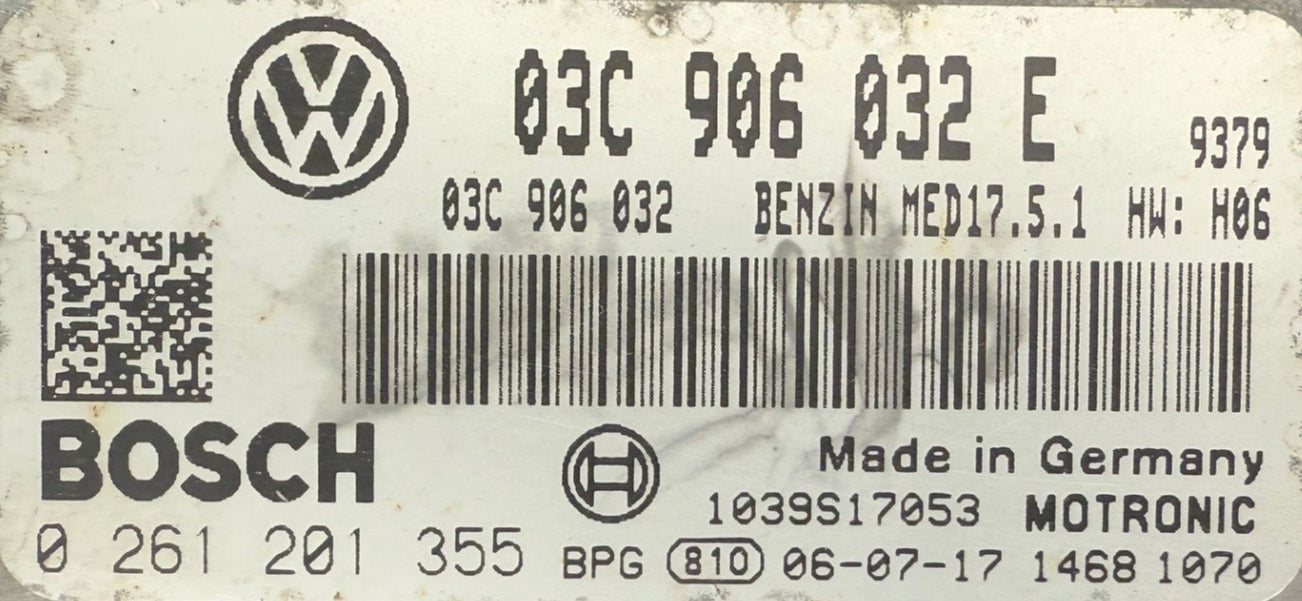 03C 906 032 E
9379
03C 906 032 BENZIN MED17.5.1 HW: H06
BOSCH
Made in Germany
1039S17053 MOTRONIC
0 261 201 355
BPG 810 06-07-17 1468 1070